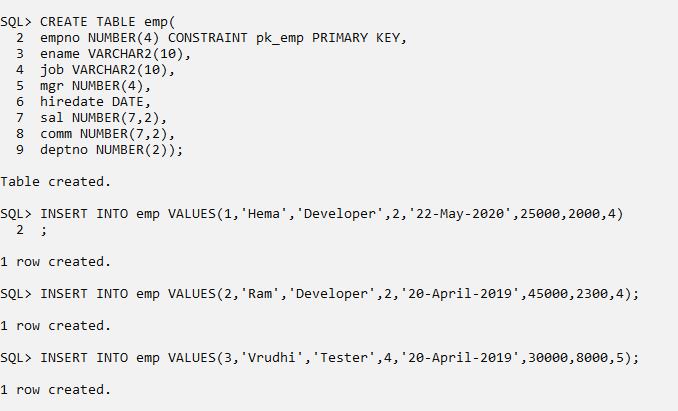 SQL> CREATE TABLE emp(
  2  empno NUMBER(4) CONSTRAINT pk_emp PRIMARY KEY,
  3  ename VARCHAR2(10),
  4  job VARCHAR2(10),
  5  mgr NUMBER(4),
  6  hiredate DATE,
  7  sal NUMBER(7,2),
  8  comm NUMBER(7,2),
  9  deptno NUMBER(2));
Table created.
SQL> INSERT INTO emp VALUES(1,'Hema','Developer',2,'22-May-2020',25000,2000,4)
  2  ;
1 row created.
SQL> INSERT INTO emp VALUES(2,'Ram','Developer',2,'20-April-2019',45000,2300,4);
1 row created.
SQL> INSERT INTO emp VALUES(3,'Vrudhi','Tester',4,'20-April-2019',30000,8000,5);
1 row created.